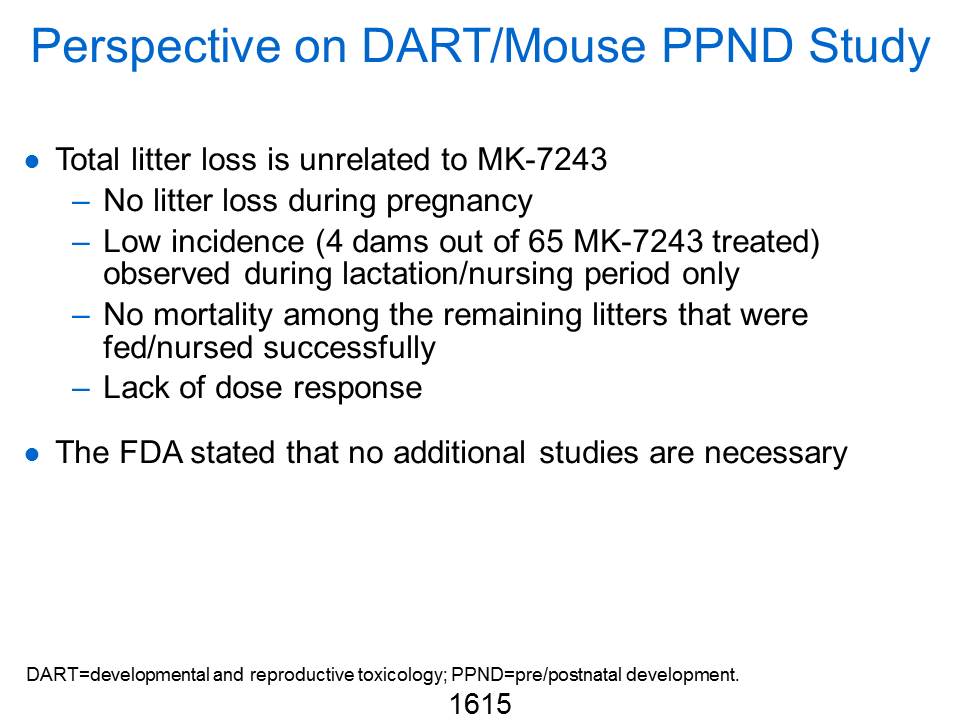 Perspective on DART/Mouse PPND Study
● Total litter loss is unrelated to MK-7243
– No litter loss during pregnancy
– Low incidence (4 dams out of 65 MK-7243 treated)
observed during lactation/nursing period only
– No mortality among the remaining litters that were
fed/nursed successfully
– Lack of dose response
● The FDA stated that no additional studies are necessary
DART=developmental and reproductive toxicology; PPND=pre/postnatal development.
1615